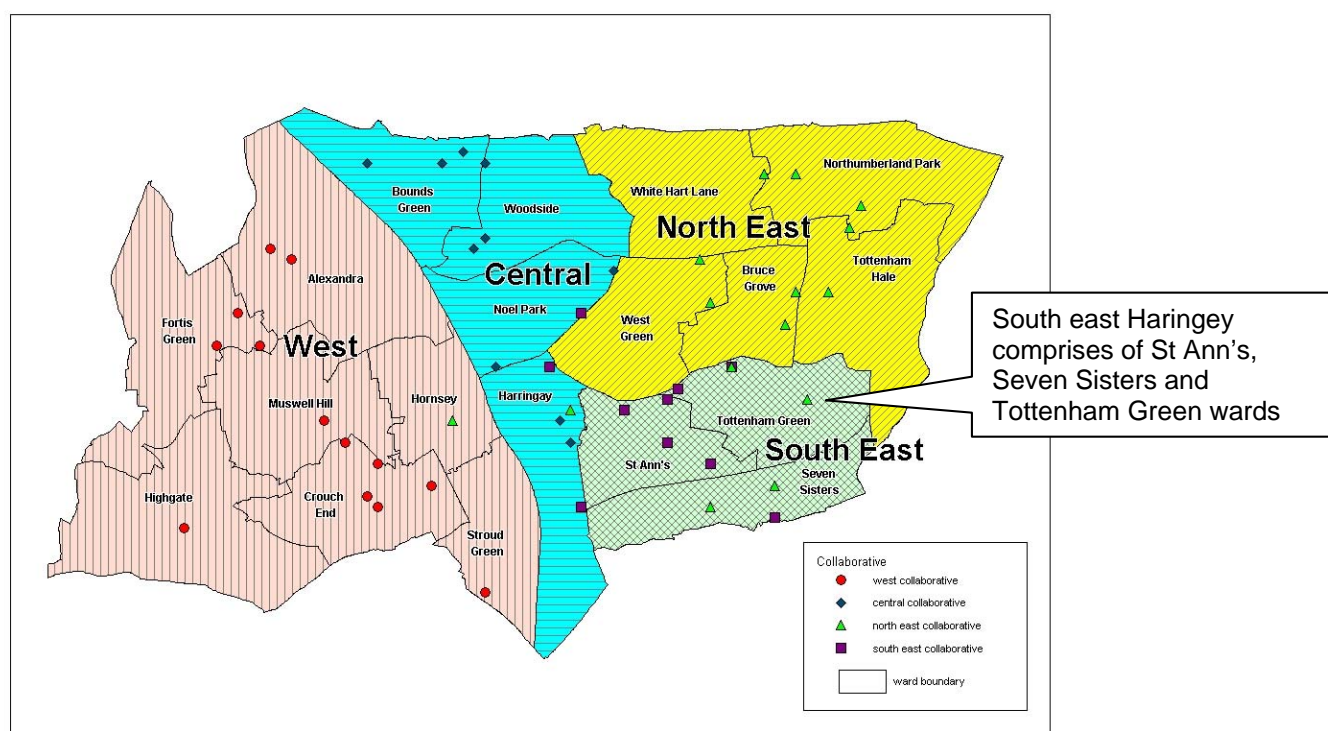 Northumberland Park
White Hart Lane
Bounds
Green
Woodside
North East
Tottenham
Hale
Bruce
Grove
Alexandra
Central
Noel Park
West
Green
Fortis
Green
West
Muswell Hill
Hornsey
Harringay
Tottenham Green
South East
St Ann's
Seven
Sisters
Highgate
Crouch
End
Stroud
Green
South east Haringey
comprises of St Ann's,
Seven Sisters and
Tottenham Green wards
Collaborative
west collaborative
central collaborative
north east collaborative
south east collaborative
ward boundary